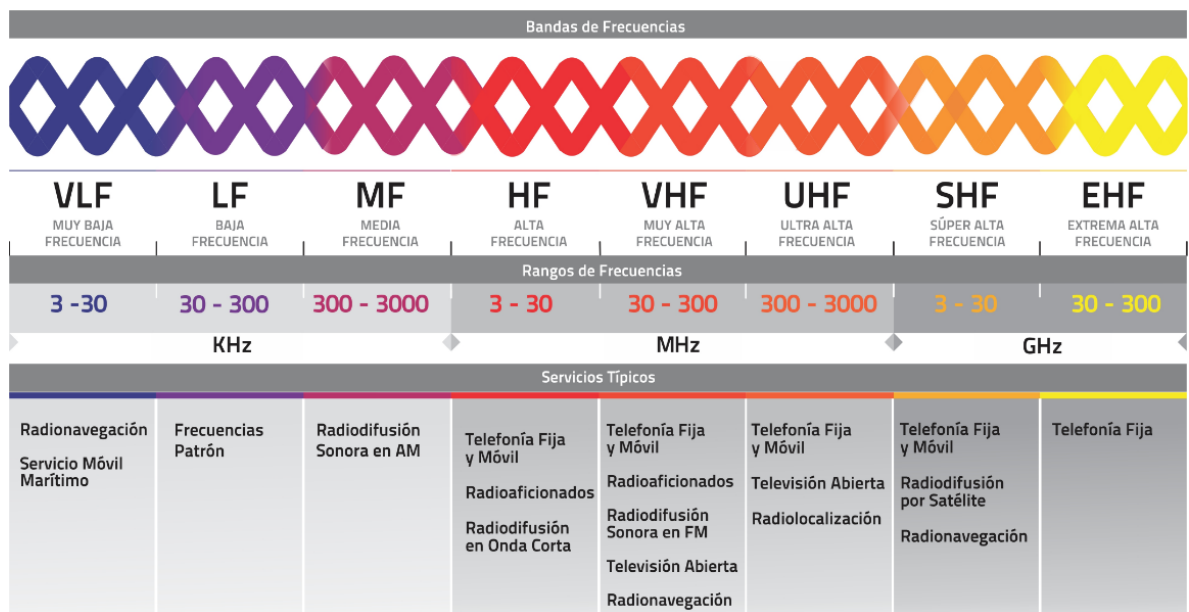 Bandas de Frecuencias
VLF
MUY BAJA
FRECUENCIA
LF
BAJA
FRECUENCIA
MF
MEDIA
FRECUENCIA
HF
ALTA
FRECUENCIA
VHF
MUY ALTA
FRECUENCIA
UHF
ULTRA ALTA
FRECUENCIA
SHF
SÚPER ALTA
FRECUENCIA
EHF
EXTREMA ALTA
FRECUENCIA
Rangos de Frecuencias
3 -30
30 - 300
300 - 3000
3 - 30
30 - 300
300 - 3000
3 - 30
30 - 300
KHz
MHz
GHz
Servicios Típicos
Radionavegación
Servicio Móvil
Marítimo
Frecuencias
Patrón
Radiodifusión
Sonora en AM
Telefonía Fija
y Móvil
Radioaficionados
Radiodifusión
en Onda Corta
Telefonía Fija
y Móvil
Radioaficionados
Radiodifusión
Sonora en FM
Televisión Abierta
Radionavegación
Telefonía Fija
y Móvil
Televisión Abierta
Radiolocalización
Telefonía Fija
y Móvil
Radiodifusión
por Satélite
Radionavegación
Telefonía Fija